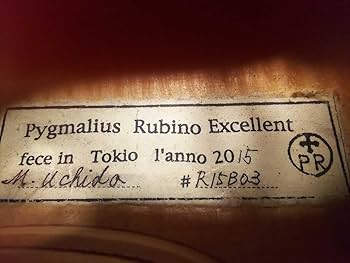 Pygmalius Rubino Excellent
fece in Tokio l'anno 2015
M. Uchida #R15B03
PR